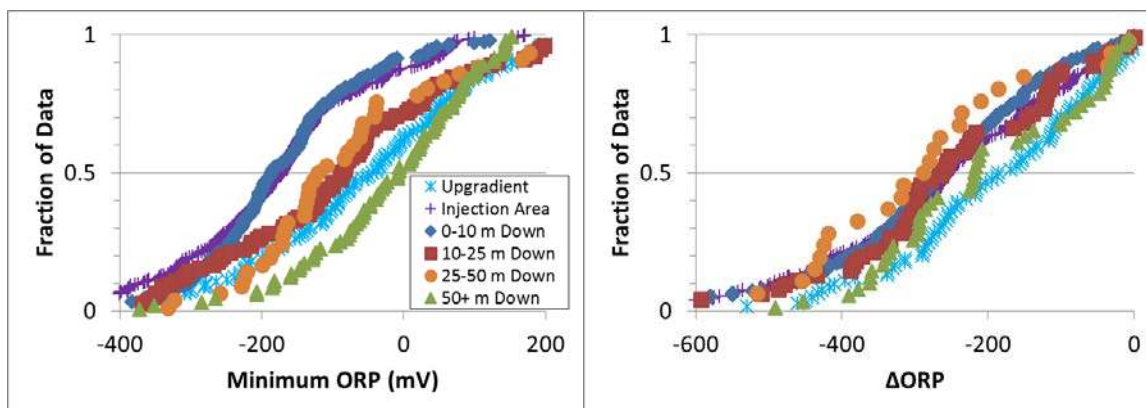 1
0.5
0
Fraction of Data
-400 -200 0 200
Minimum ORP (mV)
Upgradient
Injection Area
0-10 m Down
10-25 m Down
25-50 m Down
50+ m Down
1
0.5
0
Fraction of Data
-600 -400 -200 0
ΔORP